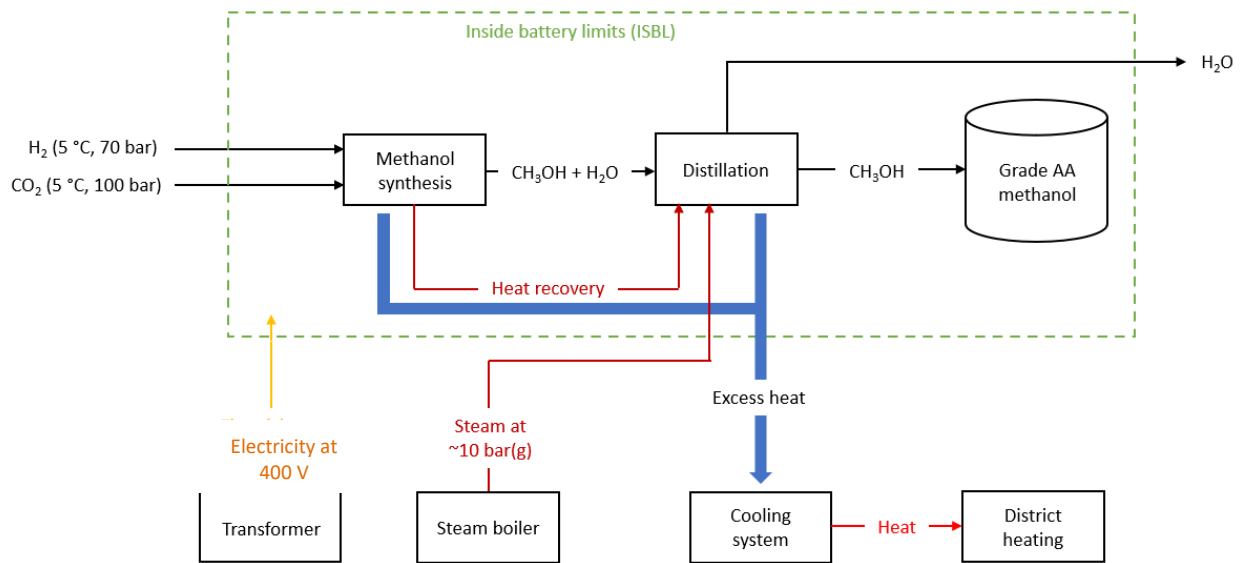 Inside battery limits (ISBL)
H₂O
H₂ (5 °C, 70 bar)
CO₂ (5 °C, 100 bar)
Methanol
synthesis
CH₃OH + H₂O
Distillation
CH₃OH
Grade AA
methanol
Heat recovery
Excess heat
Electricity at
400 V
Steam at
~10 bar(g)
Transformer
Steam boiler
Cooling
system
Heat
District
heating